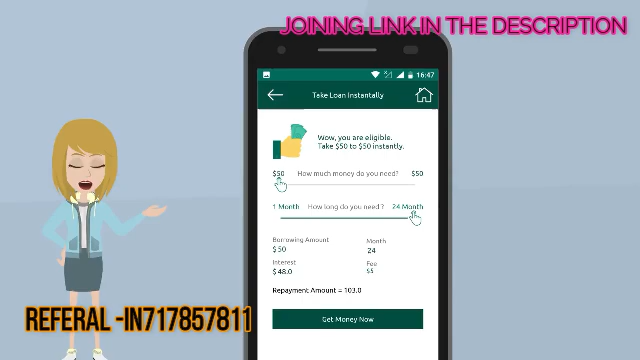 JOINING LINK IN THE DESCRIPTION
16:47
Take Loan Instantally
Wow, you are eligible.
Take $50 to $50 instantly.
$50 How much money do you need? $50
1 Month How long do you need ? 24 Month
Borrowing Amount Month
$50 24
Interest Fee
$48.0 $5
Repayment Amount = 103.0
Get Money Now
REFERAL -IN717857811